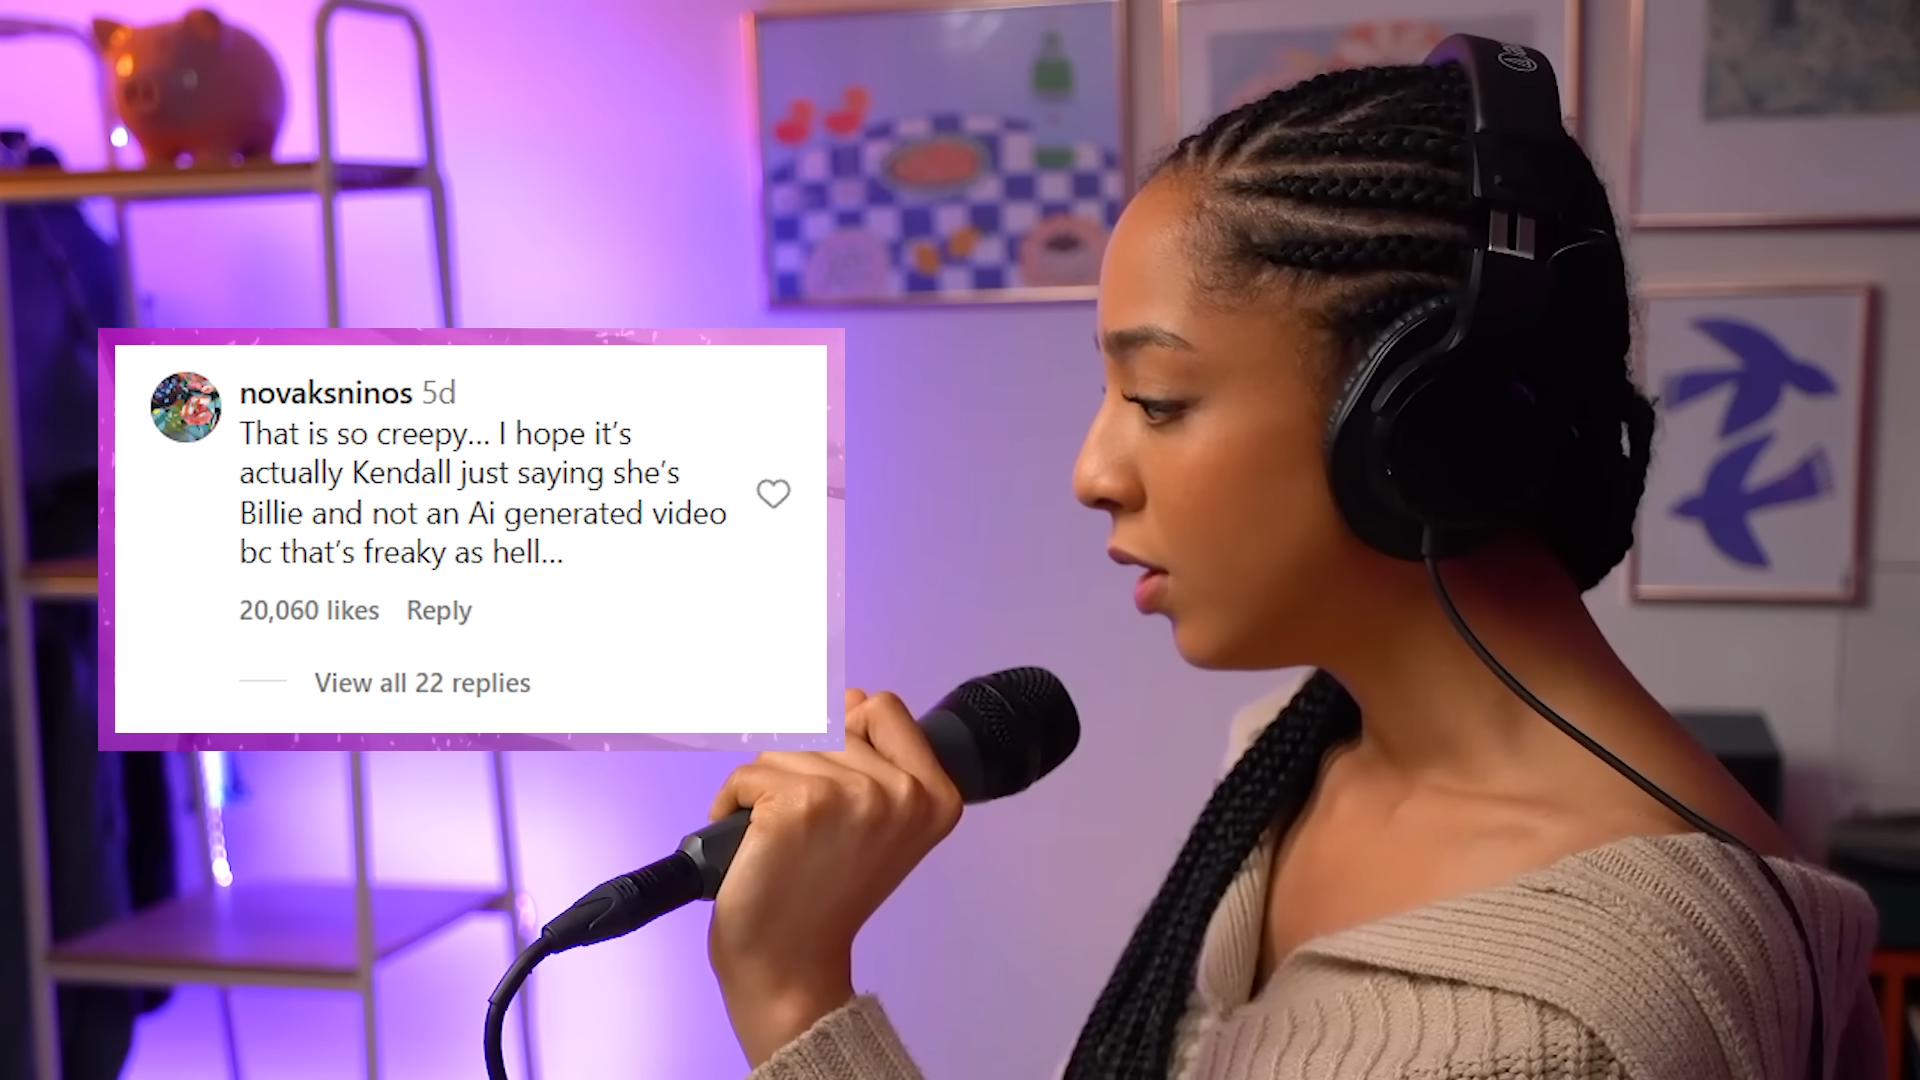 novaksninos 5d
That is so creepy... I hope it's
actually Kendall just saying she's
Billie and not an Ai generated video
bc that's freaky as hell...
20,060 likes Reply
View all 22 replies